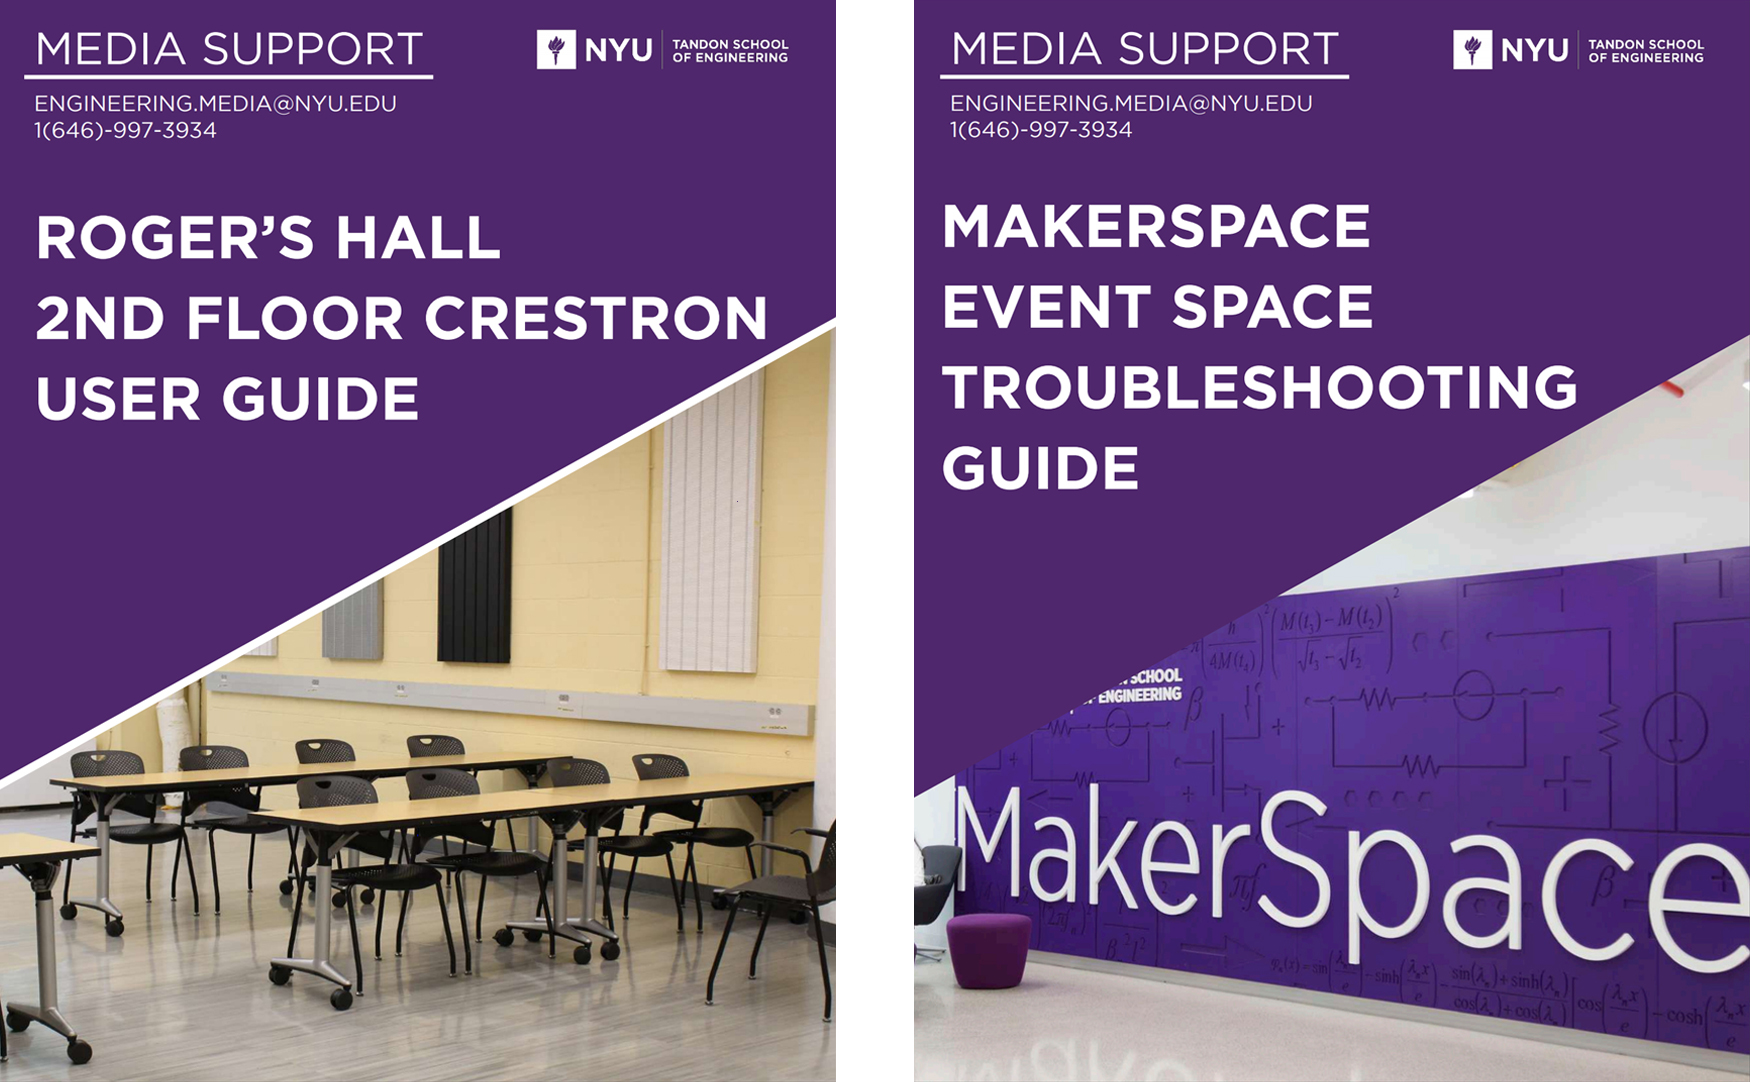 MEDIA SUPPORT
NYU
TANDON SCHOOL
OF ENGINEERING
ENGINEERING.MEDIA@NYU.EDU
1(646)-997-3934
ROGER'S HALL
2ND FLOOR CRESTRON
USER GUIDE
MEDIA SUPPORT
NYU
TANDON SCHOOL
OF ENGINEERING
ENGINEERING.MEDIA@NYU.EDU
1(646)-997-3934
MAKERSPACE
EVENT SPACE
TROUBLESHOOTING
GUIDE
SCHOOL
ENGINEERING
MakerSpace